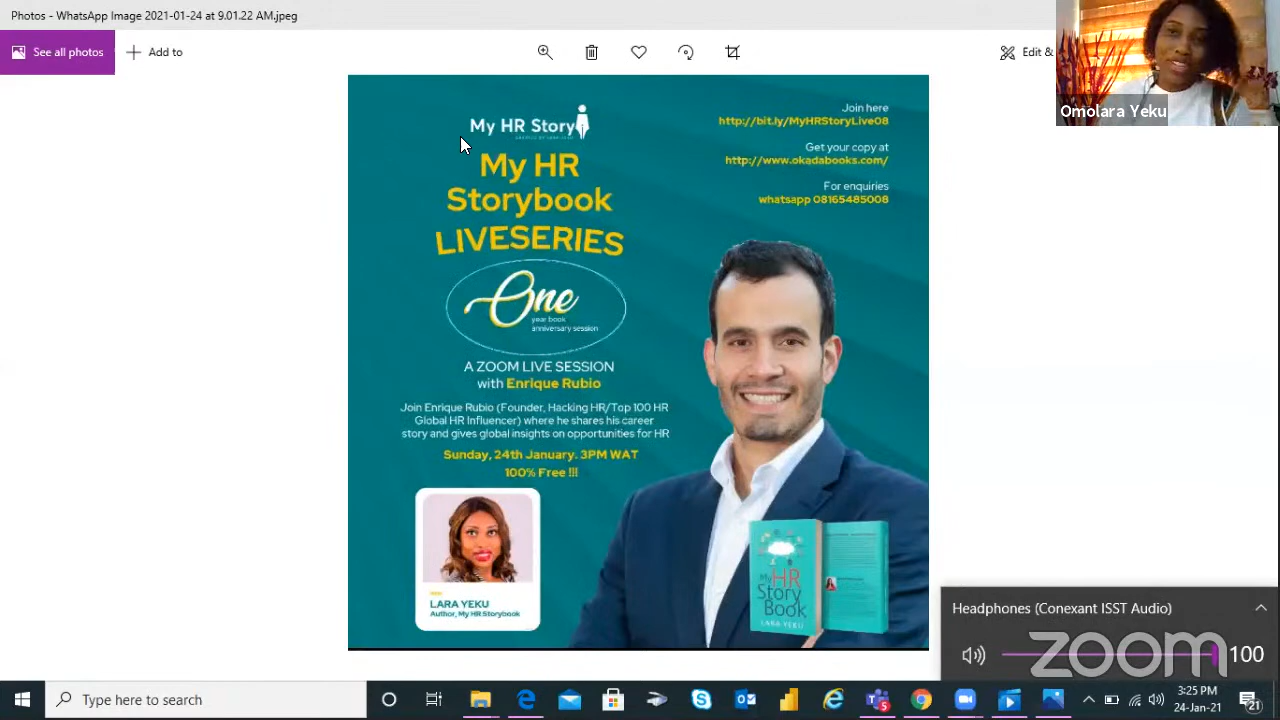 Photos - WhatsApp Image 2021-01-24 at 9.01.22 AM.jpeg
See all photos
Add to
Edit &
Omolara Yeku
My HR Story
My HR
Storybook
LIVESERIES
One
year book
anniversary session
A ZOOM LIVE SESSION
with Enrique Rubio
Join Enrique Rubio (Founder, Hacking HR/Top 100 HR
Global HR Influencer) where he shares his career
story and gives global insights on opportunities for HR
Sunday, 24th January. 3PM WAT
100% Free !!!
LARA YEKU
Author, My HR Storybook
Join here
http://bit.ly/MyHRStoryLive08
Get your copy at
http://www.okadabooks.com/
For enquiries
whatsapp 08165485008
My HR
Story
Book
LARA YEKU
Headphones (Conexant ISST Audio)
100
zoom
Type here to search
3:25 PM
24-Jan-21
5
21